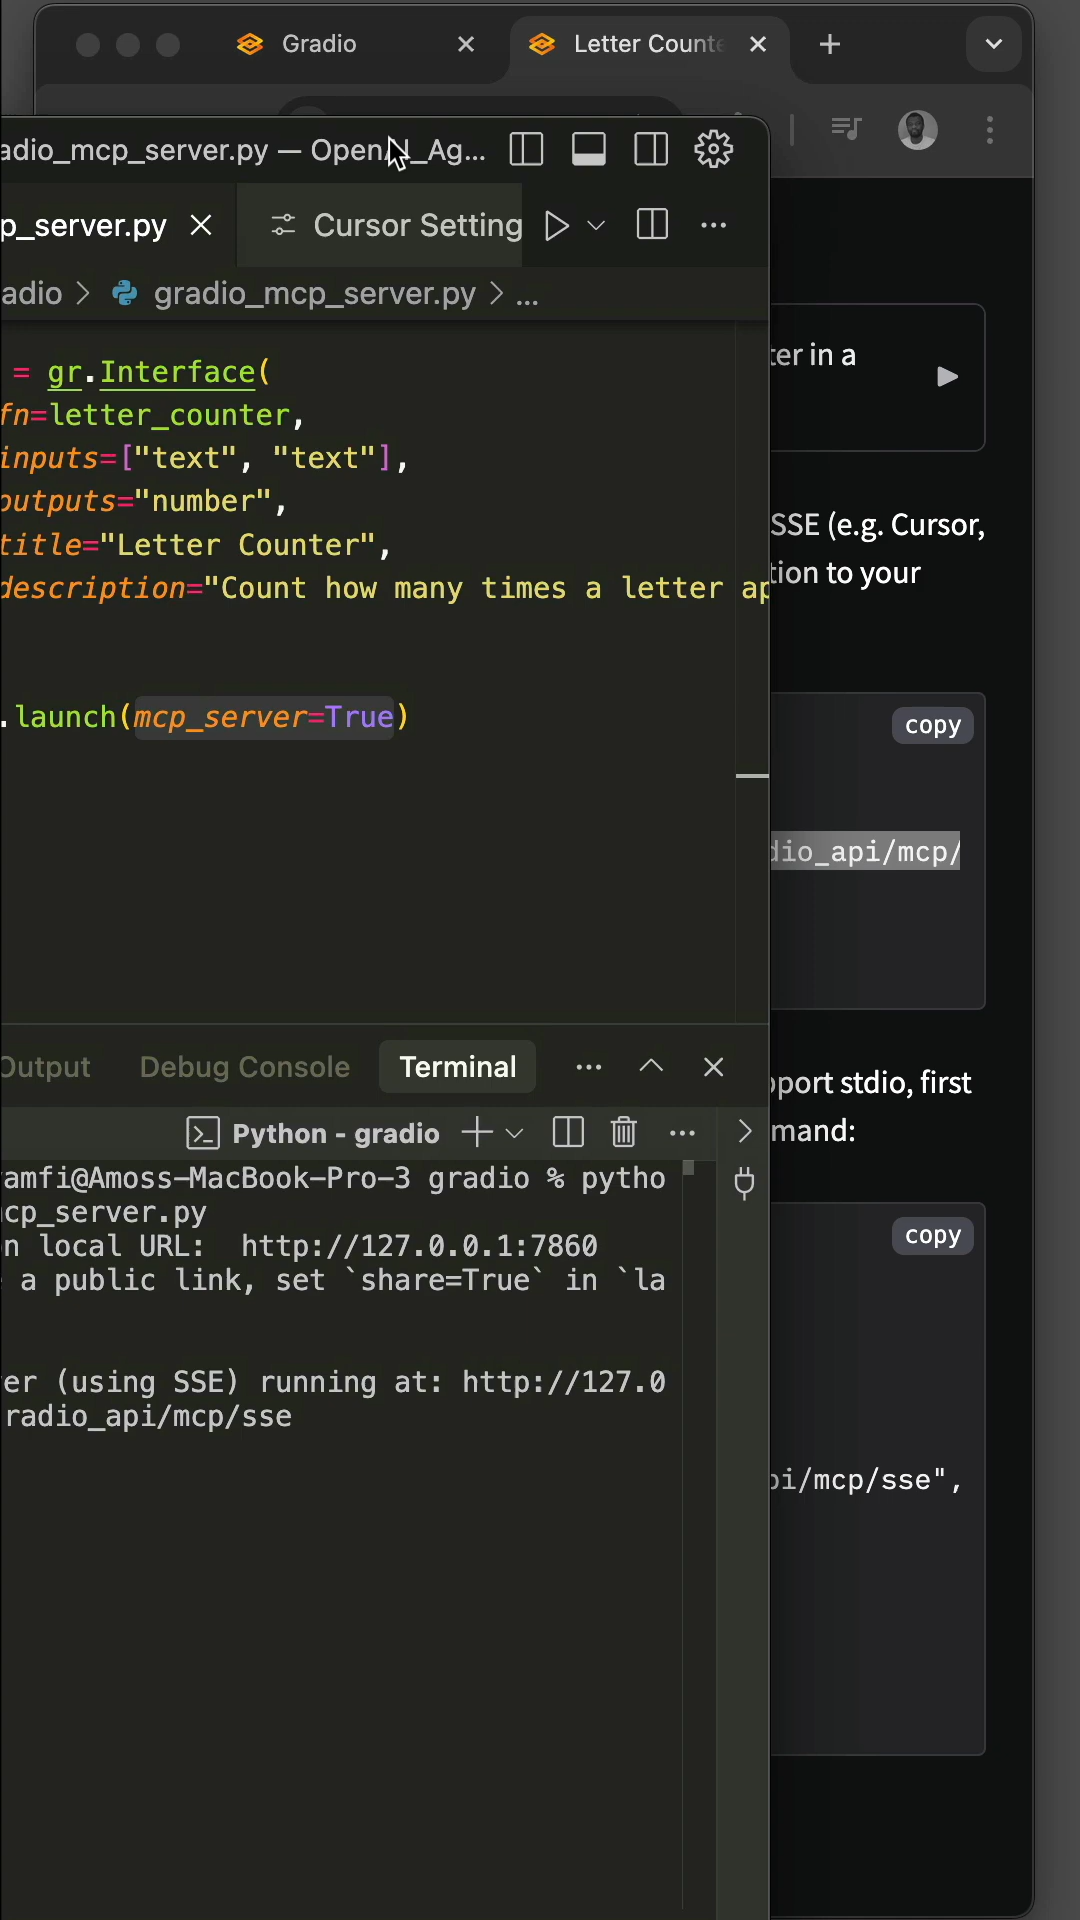 Gradio
Letter Counte
adio_mcp_server.py — OpenAI_Ag...
p_server.py
Cursor Setting
adio > gradio_mcp_server.py > ...
= gr.Interface(
fn=letter_counter,
inputs=["text", "text"],
outputs="number",
title="Letter Counter",
description="Count how many times a letter ap
.launch(mcp_server=True)
ter in a
SSE (e.g. Cursor,
tion to your
copy
dio_api/mcp/
Output
Debug Console
Terminal
pport stdio, first
mand:
Python - gradio
amfi@Amoss-MacBook-Pro-3 gradio % pytho
cp_server.py
n local URL:  http://127.0.0.1:7860
a public link, set `share=True` in `la
er (using SSE) running at: http://127.0
radio_api/mcp/sse
copy
pi/mcp/sse",